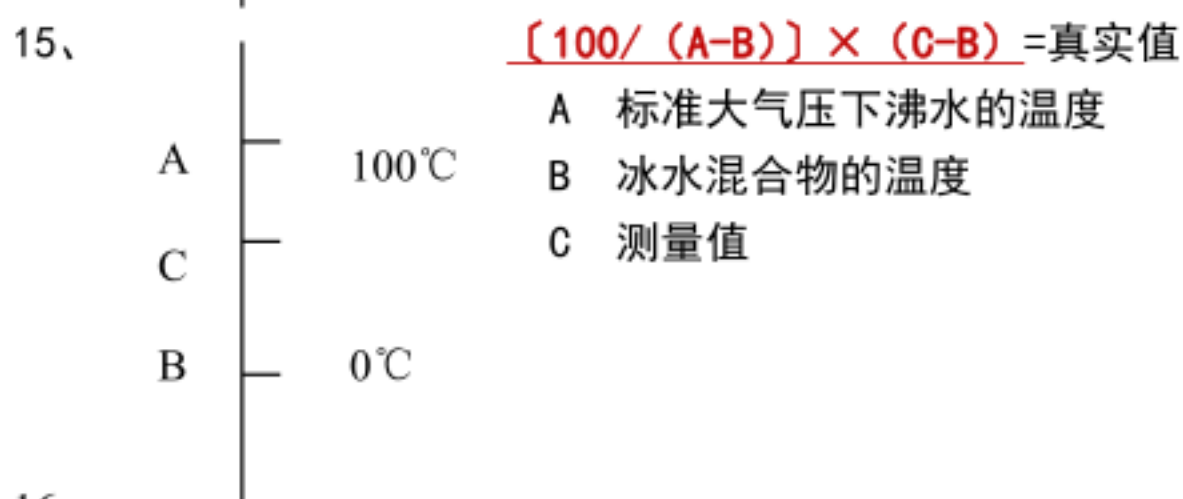 15、 〔100/（A-B）〕×（C-B）=真实值
A 标准大气压下沸水的温度
A 100℃
B 冰水混合物的温度
C 测量值
C
B 0℃